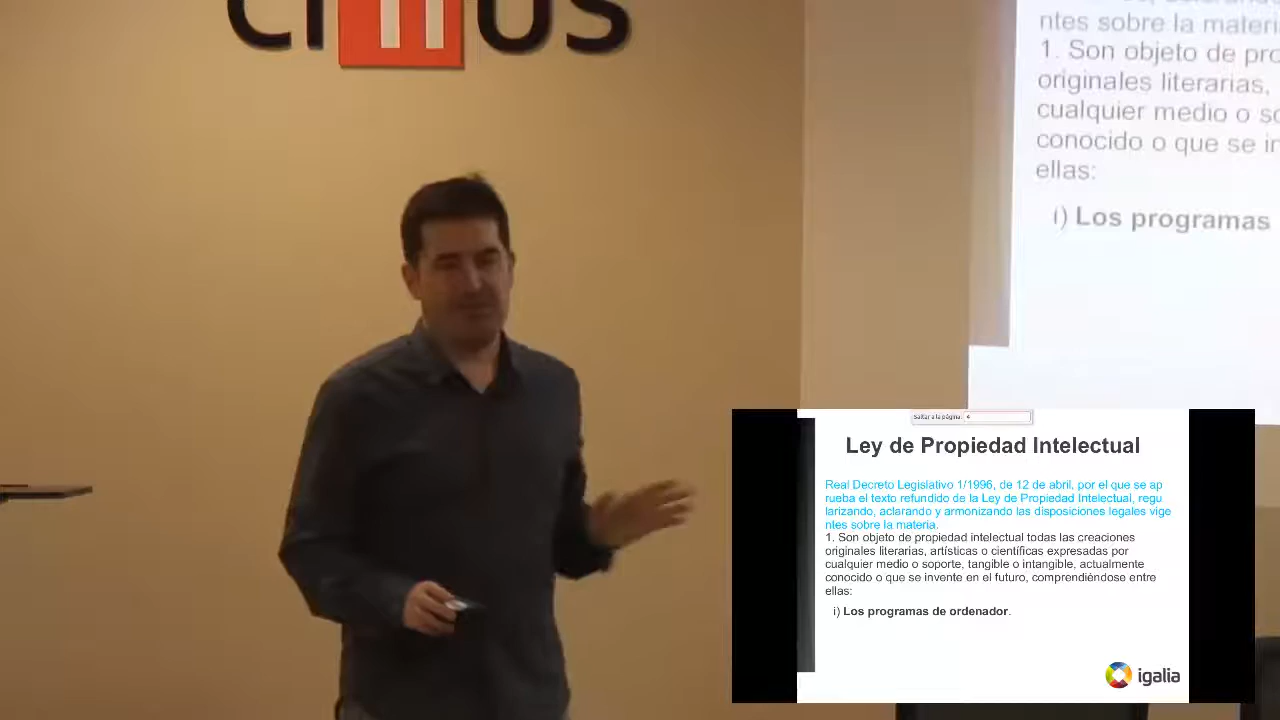 citius
ntes sobre la materi
1. Son objeto de pro
originales literarias,
cualquier medio o so
conocido o que se in
ellas:
i) Los programas
Saltar a la página: 4
Ley de Propiedad Intelectual
Real Decreto Legislativo 1/1996, de 12 de abril, por el que se ap
rueba el texto refundido de la Ley de Propiedad Intelectual, regu
larizando, aclarando y armonizando las disposiciones legales vige
ntes sobre la materia.
1. Son objeto de propiedad intelectual todas las creaciones
originales literarias, artísticas o científicas expresadas por
cualquier medio o soporte, tangible o intangible, actualmente
conocido o que se invente en el futuro, comprendiéndose entre
ellas:
i) Los programas de ordenador.
igalia